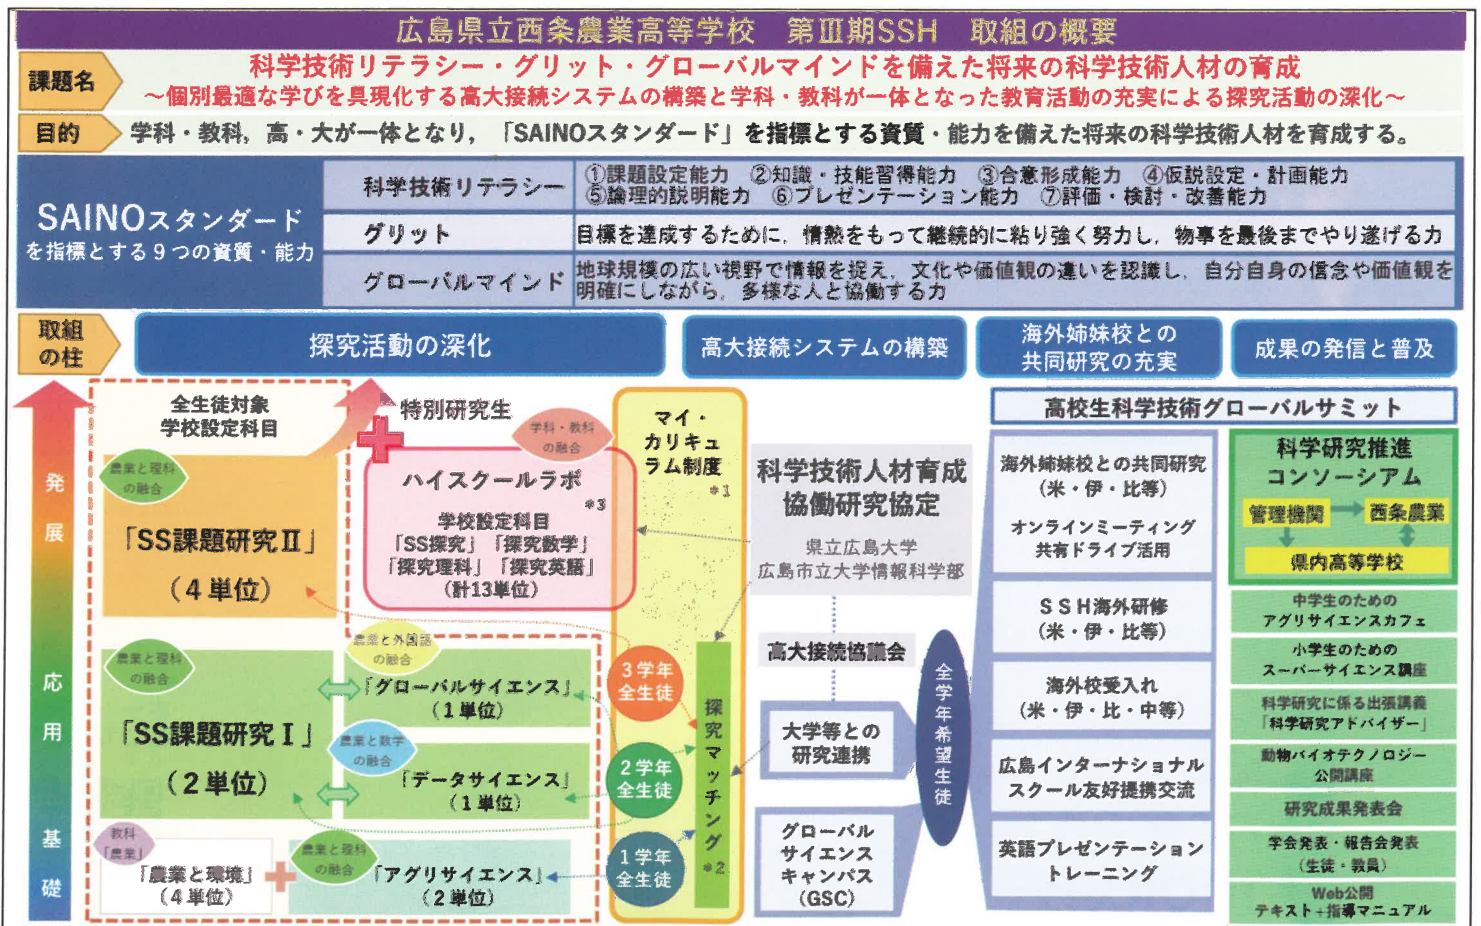 広島県立西条農業高等学校　第Ⅲ期SSH　取組の概要
課題名
科学技術リテラシー・グリット・グローバルマインドを備えた将来の科学技術人材の育成
～個別最適な学びを具現化する高大接続システムの構築と学科・教科が一体となった教育活動の充実による探究活動の深化～
目的
学科・教科，高・大が一体となり，「SAINOスタンダード」を指標とする資質・能力を備えた将来の科学技術人材を育成する。
SAINOスタンダード
を指標とする９つの資質・能力
科学技術リテラシー
①課題設定能力　②知識・技能習得能力　③合意形成能力　④仮説設定・計画能力
⑤論理的説明能力　⑥プレゼンテーション能力　⑦評価・検討・改善能力
グリット
目標を達成するために，情熱をもって継続的に粘り強く努力し，物事を最後までやり遂げる力
グローバルマインド
地球規模の広い視野で情報を捉え，文化や価値観の違いを認識し，自分自身の信念や価値観を
明確にしながら，多様な人と協働する力
取組
の柱
探究活動の深化
高大接続システムの構築
海外姉妹校との
共同研究の充実
成果の発信と普及
発展
応用
基礎
全生徒対象
学校設定科目
特別研究生
農業と理科
の融合
「SS課題研究Ⅱ」
（４単位）
学科・教科
の融合
ハイスクールラボ
*3
学校設定科目
「SS探究」「探究数学」
「探究理科」「探究英語」
（計13単位）
農業と理科
の融合
「SS課題研究Ⅰ」
（２単位）
農業と外国語
の融合
「グローバルサイエンス」
（１単位）
農業と数学
の融合
「データサイエンス」
（１単位）
教科
「農業」
「農業と環境」
（４単位）
農業と理科
の融合
「アグリサイエンス」
（２単位）
マイ・
カリキュ
ラム制度
*1
３学年
全生徒
２学年
全生徒
１学年
全生徒
探究マッチング
*2
科学技術人材育成
協働研究協定
県立広島大学
広島市立大学情報科学部
高大接続協議会
大学等との
研究連携
グローバル
サイエンス
キャンパス
（GSC）
全学年希望生徒
高校生科学技術グローバルサミット
海外姉妹校との共同研究
（米・伊・比等）
オンラインミーティング
共有ドライブ活用
ＳＳＨ海外研修
（米・伊・比等）
海外校受入れ
（米・伊・比・中等）
広島インターナショナル
スクール友好提携交流
英語プレゼンテーション
トレーニング
科学研究推進
コンソーシアム
管理機関
西条農業
県内高等学校
中学生のための
アグリサイエンスカフェ
小学生のための
スーパーサイエンス講座
科学研究に係る出張講義
「科学研究アドバイザー」
動物バイオテクノロジー
公開講座
研究成果発表会
学会発表・報告会発表
（生徒・教員）
Web公開
テキスト+指導マニュアル